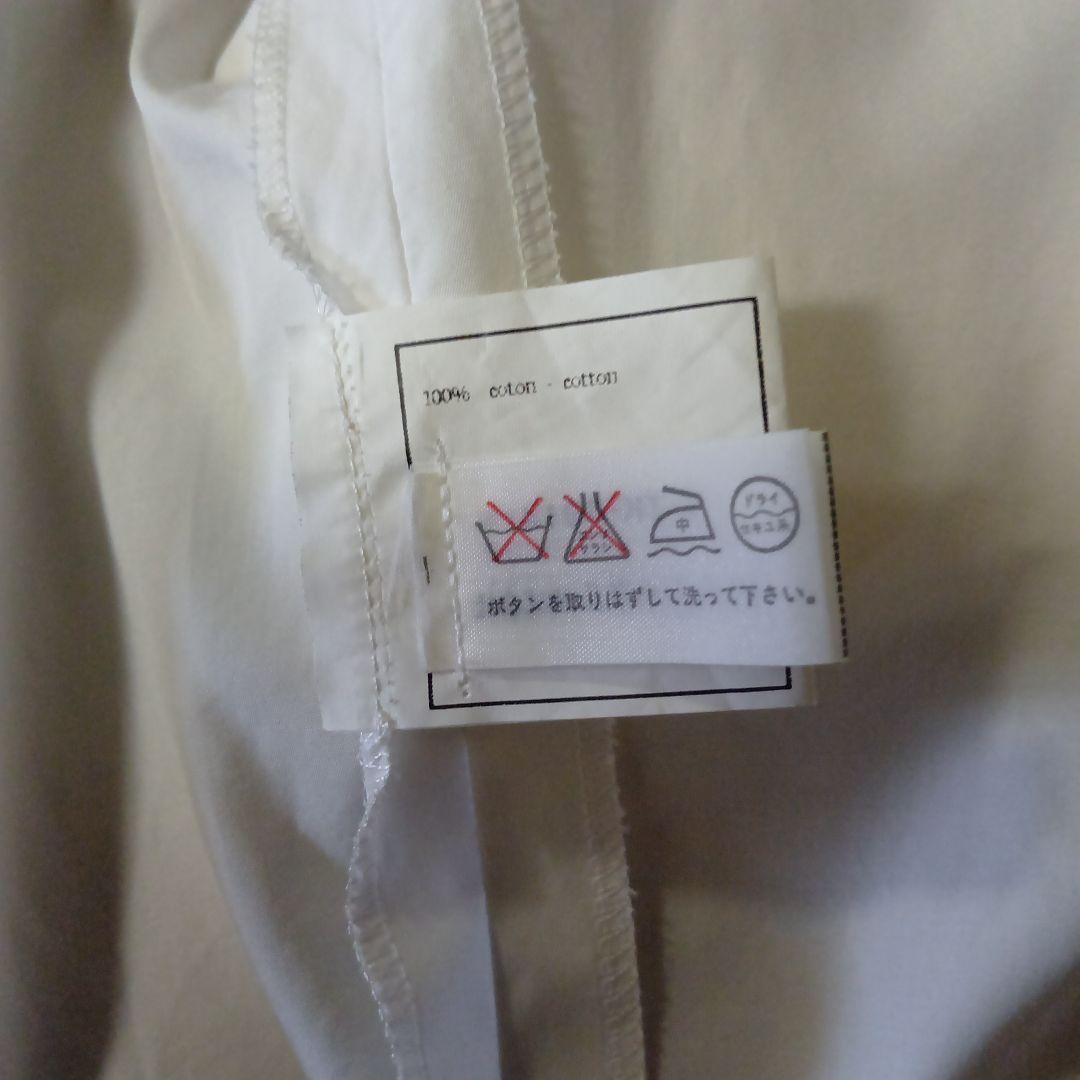 100% coton - cotton
中
ドライ
セキユ系
ボタンを取りはずして洗って下さい。